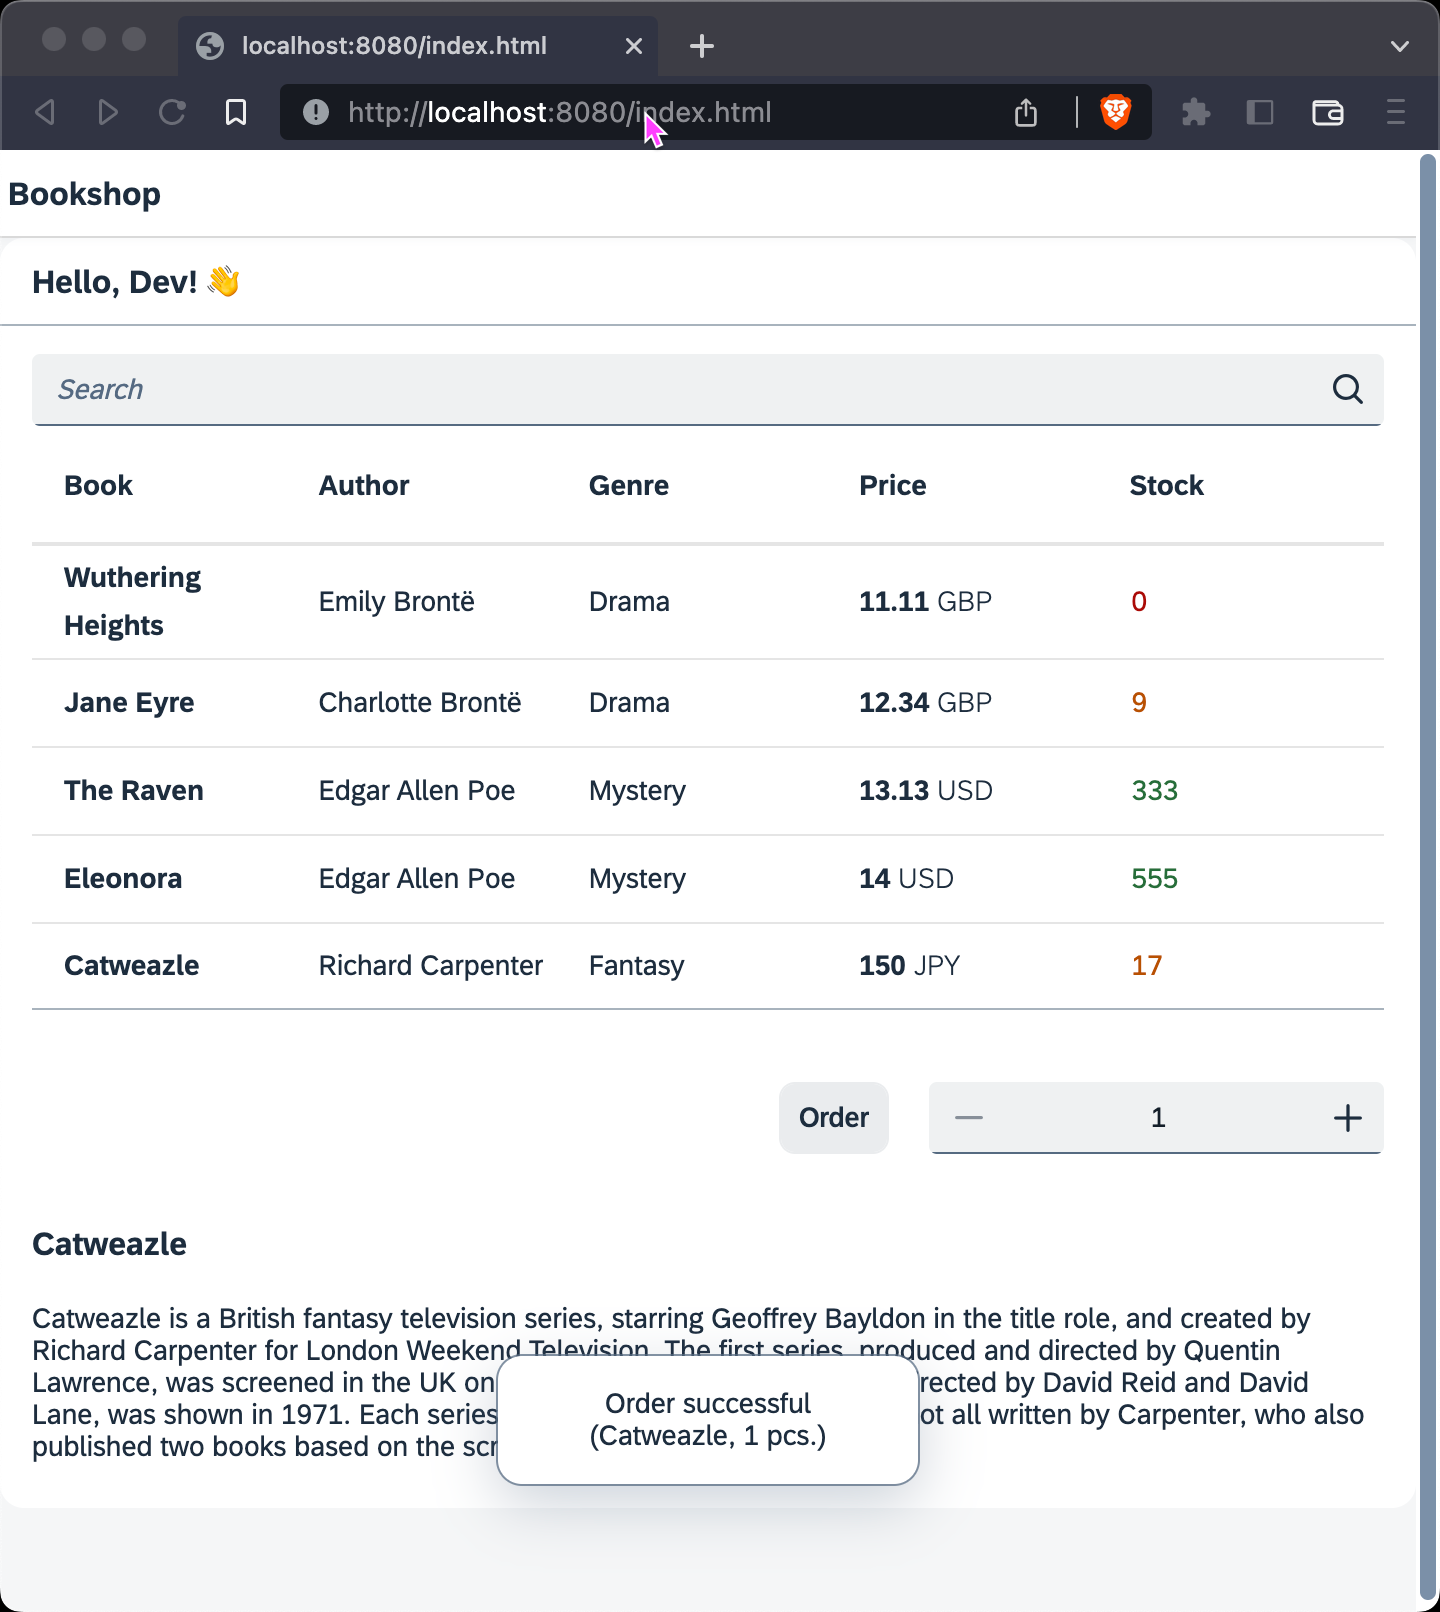 localhost:8080/index.html
http://localhost:8080/index.html
Bookshop
Hello, Dev! 👋
Search
Book Author Genre Price Stock
Wuthering
Heights
Emily Brontë Drama 11.11 GBP 0
Jane Eyre Charlotte Brontë Drama 12.34 GBP 9
The Raven Edgar Allen Poe Mystery 13.13 USD 333
Eleonora Edgar Allen Poe Mystery 14 USD 555
Catweazle Richard Carpenter Fantasy 150 JPY 17
Order 1
Catweazle
Catweazle is a British fantasy television series, starring Geoffrey Bayldon in the title role, and created by
Richard Carpenter for London Weekend Television. The first series, produced and directed by Quentin
Lawrence, was screened in the UK on rected by David Reid and David
Lane, was shown in 1971. Each series ot all written by Carpenter, who also
published two books based on the scr
Order successful
(Catweazle, 1 pcs.)